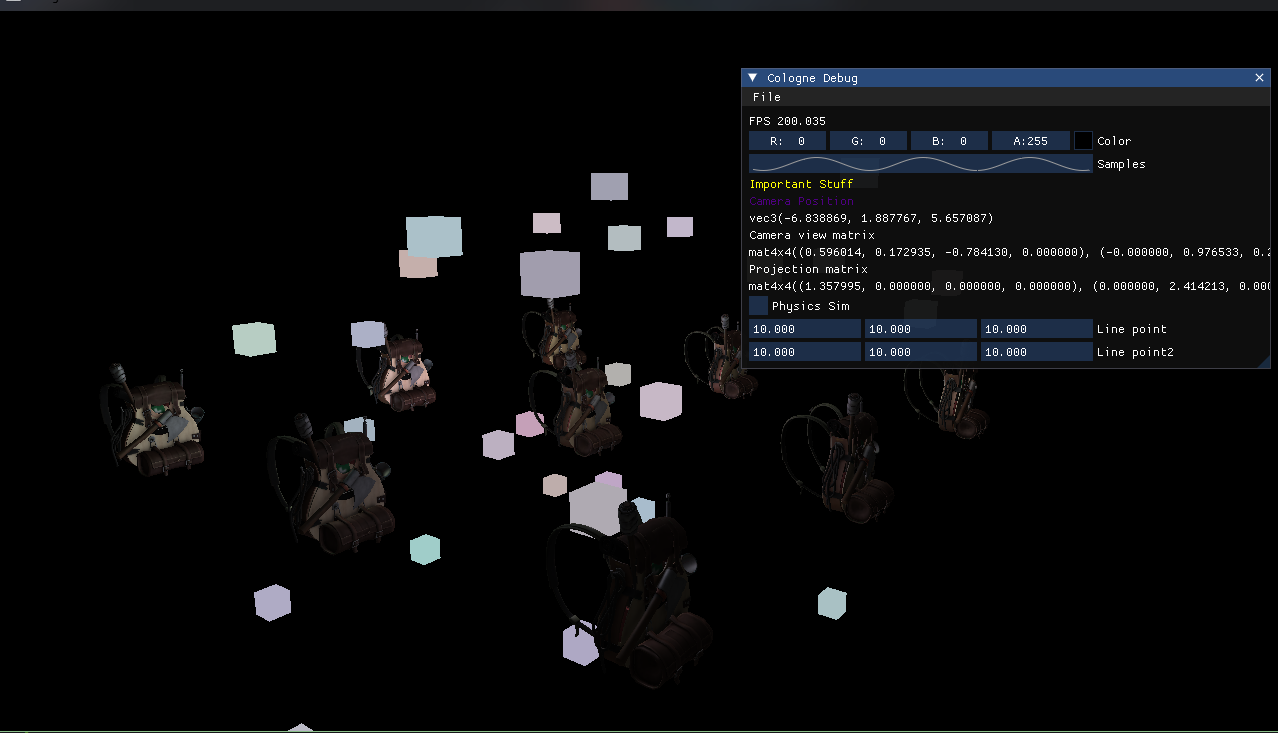 Cologne Debug
File
FPS 200.035
R: 0 G: 0 B: 0 A:255 Color
Samples
Important Stuff
Camera Position
vec3(-6.838869, 1.887767, 5.657087)
Camera view matrix
mat4x4((0.596014, 0.172935, -0.784130, 0.000000), (-0.000000, 0.976533, 0.2
Projection matrix
mat4x4((1.357995, 0.000000, 0.000000, 0.000000), (0.000000, 2.414213, 0.000
Physics Sim
10.000 10.000 10.000 Line point
10.000 10.000 10.000 Line point2